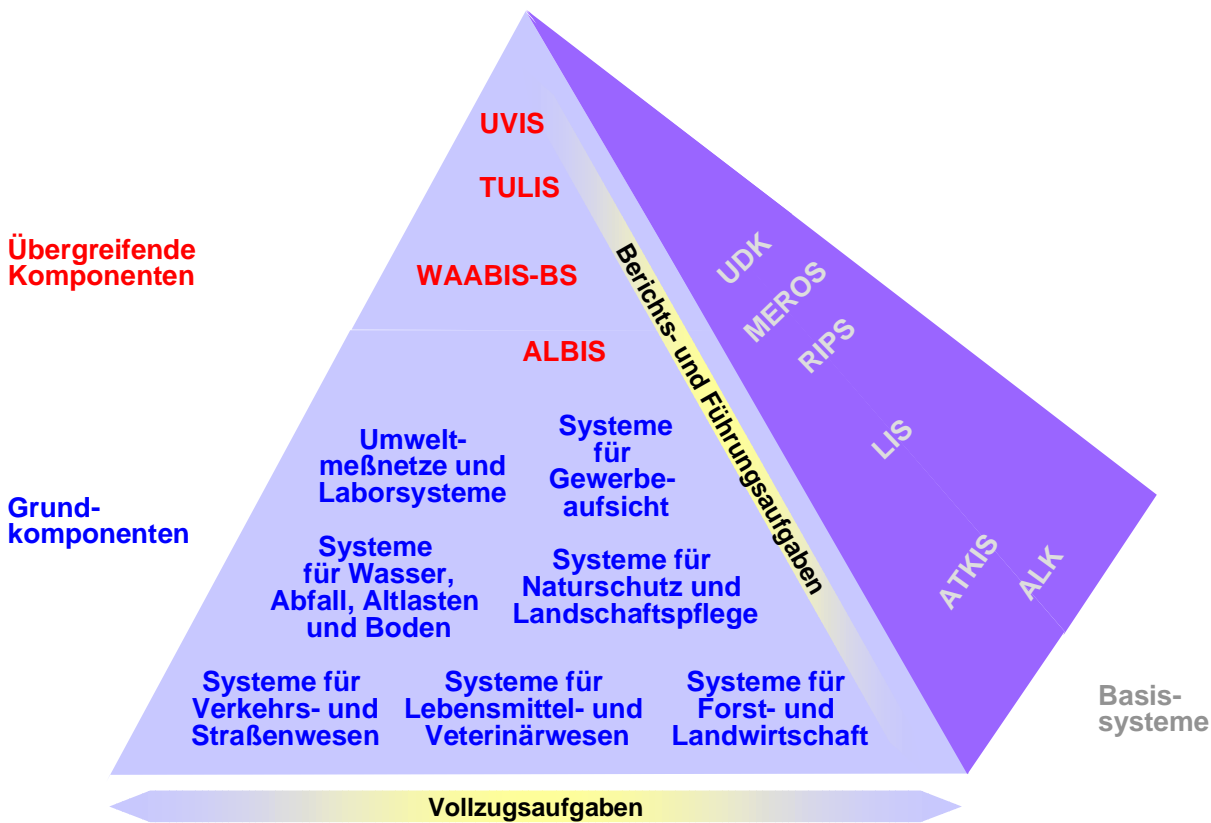 UVIS
TULIS
Übergreifende
Komponenten
WAABIS-BS
ALBIS
Berichts- und Führungsaufgaben
UDK
MEROS
RIPS
LIS
ATKIS
ALK
Grund-
komponenten
Umwelt-
meßnetze und
Laborsysteme
Systeme
für
Gewerbe-
aufsicht
Systeme
für Wasser,
Abfall, Altlasten
und Boden
Systeme für
Naturschutz und
Landschaftspflege
Systeme für
Verkehrs- und
Straßenwesen
Systeme für
Lebensmittel- und
Veterinärwesen
Systeme für
Forst- und
Landwirtschaft
Basis-
systeme
Vollzugsaufgaben